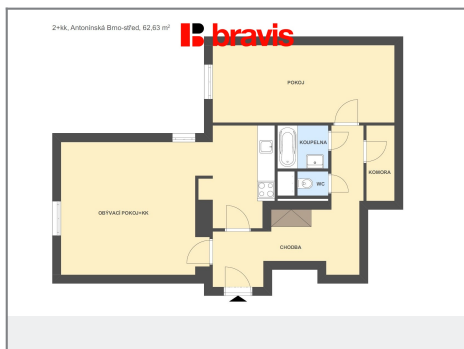 2+kk, Antonínská Brno-střed, 62,63 m²
bravis
POKOJ
KOUPELNA
KOMORA
WC
OBÝVACÍ POKOJ+KK
CHODBA